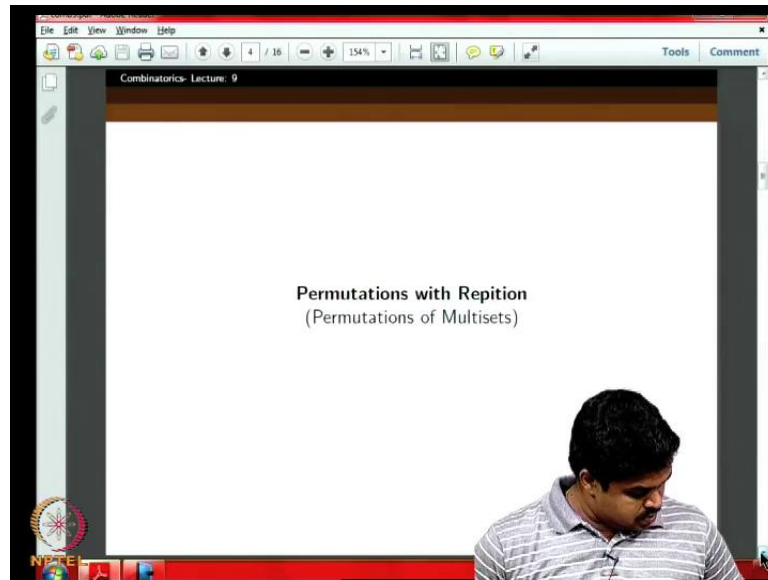 File Edit View Window Help
4 / 16 154% Tools Comment
Combinatorics- Lecture: 9
Permutations with Repition
(Permutations of Multisets)
NPTEL